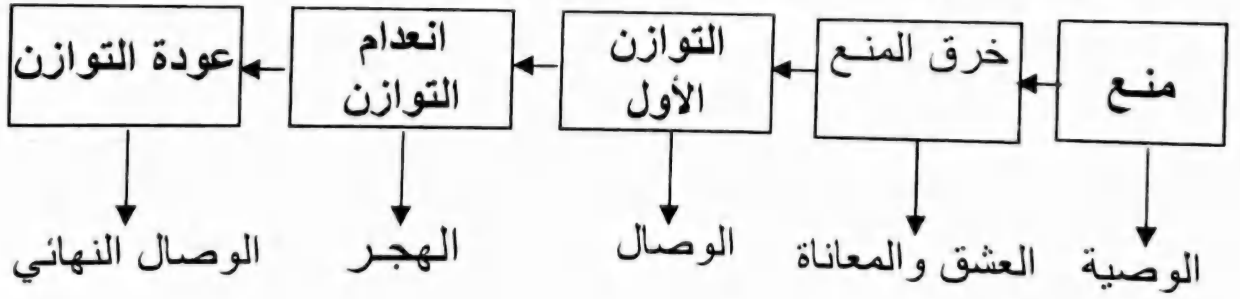 منع
خرق المنع
التوازن
الأول
انعدام
التوازن
عودة التوازن
الوصية
العشق والمعاناة
الوصال
الهجر
الوصال النهائي